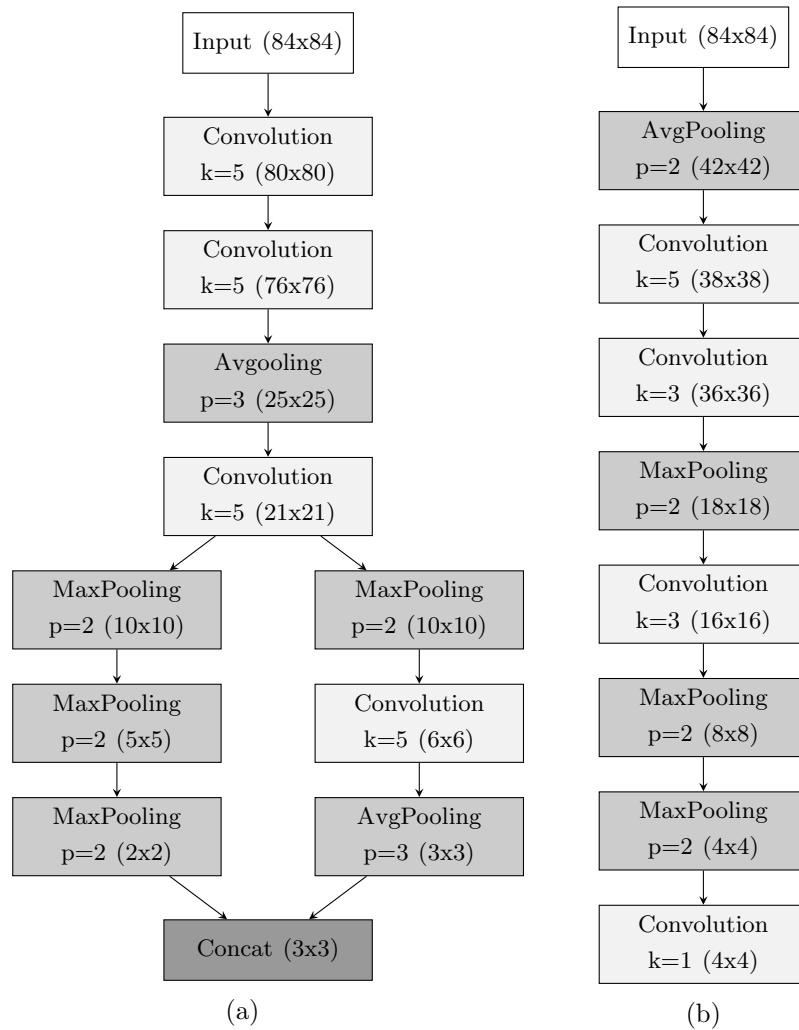 Input (84x84)
Convolution
k=5 (80x80)
Convolution
k=5 (76x76)
Avgooling
p=3 (25x25)
Convolution
k=5 (21x21)
MaxPooling
p=2 (10x10)
MaxPooling
p=2 (5x5)
MaxPooling
p=2 (2x2)
MaxPooling
p=2 (10x10)
Convolution
k=5 (6x6)
AvgPooling
p=3 (3x3)
Concat (3x3)
(a)
Input (84x84)
AvgPooling
p=2 (42x42)
Convolution
k=5 (38x38)
Convolution
k=3 (36x36)
MaxPooling
p=2 (18x18)
Convolution
k=3 (16x16)
MaxPooling
p=2 (8x8)
MaxPooling
p=2 (4x4)
Convolution
k=1 (4x4)
(b)